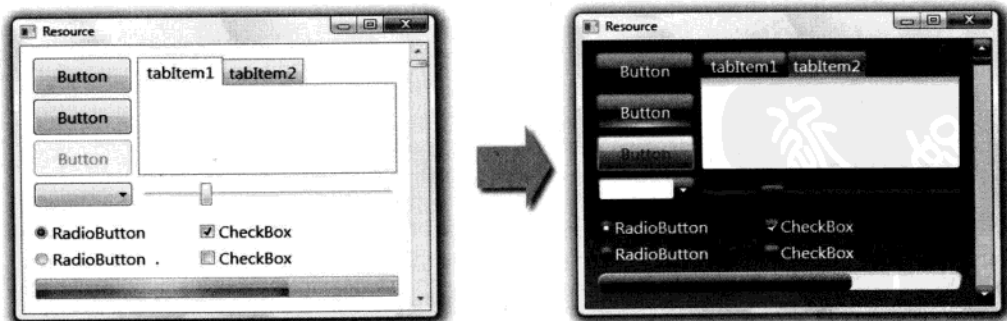 Resource
Button
tabItem1
tabItem2
Button
Button
RadioButton
CheckBox
RadioButton
CheckBox
Resource
Button
tabItem1
tabItem2
Button
Button
RadioButton
CheckBox
RadioButton
CheckBox